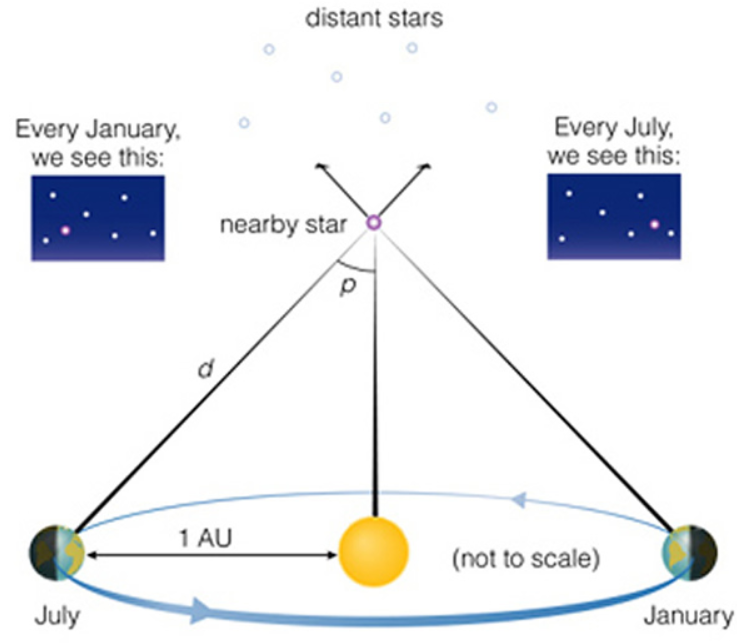 distant stars
Every January,
we see this:
Every July,
we see this:
nearby star
p
d
1 AU
(not to scale)
July
January